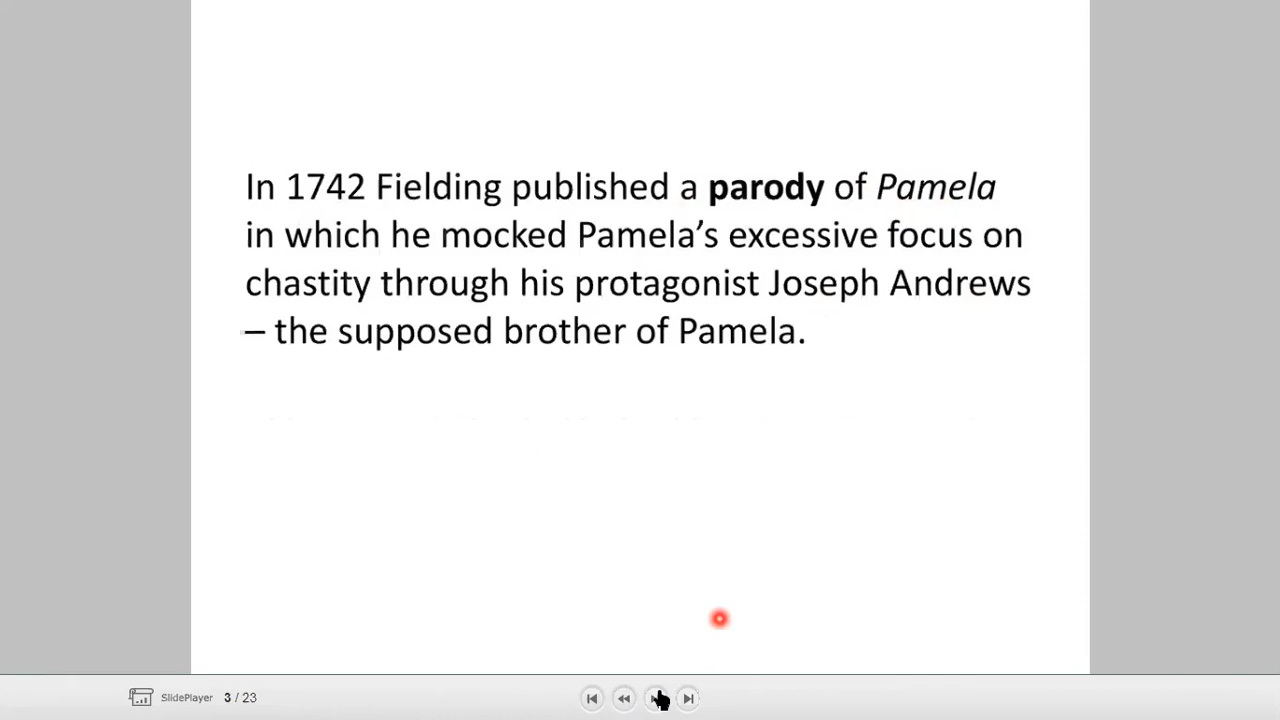 In 1742 Fielding published a parody of Pamela
in which he mocked Pamela’s excessive focus on
chastity through his protagonist Joseph Andrews
– the supposed brother of Pamela.
SlidePlayer 3 / 23